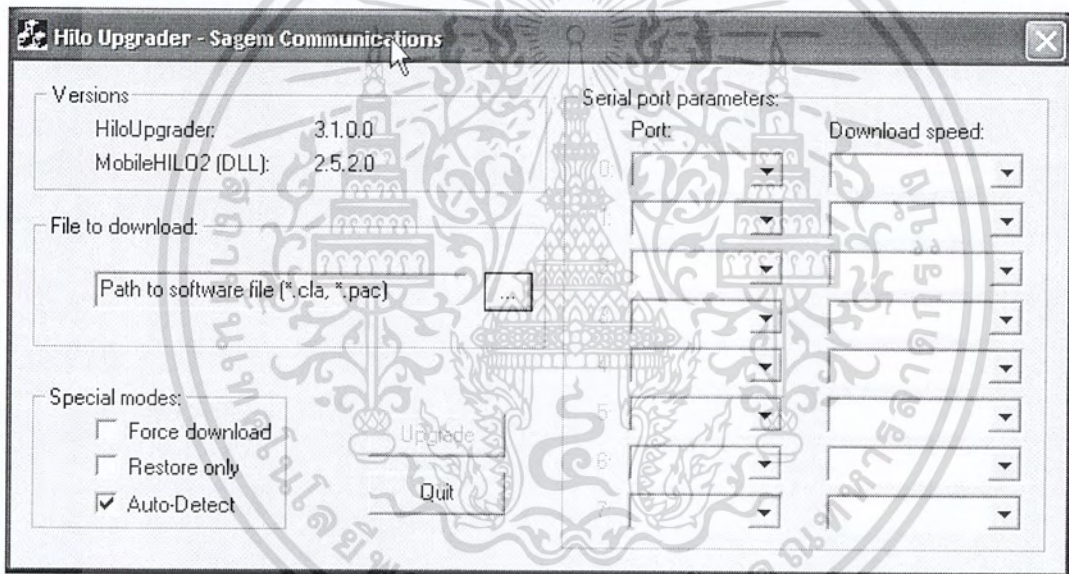 Hilo Upgrader - Sagem Communications
Versions
HiloUpgrader: 3.1.0.0
MobileHILO2 (DLL): 2.5.2.0
File to download:
Path to software file (*.cla, *.pac)
...
Special modes:
Force download
Restore only
Auto-Detect
Upgrade
Quit
Serial port parameters:
Port: Download speed:
0:
1:
2:
3:
4:
5:
6:
7: